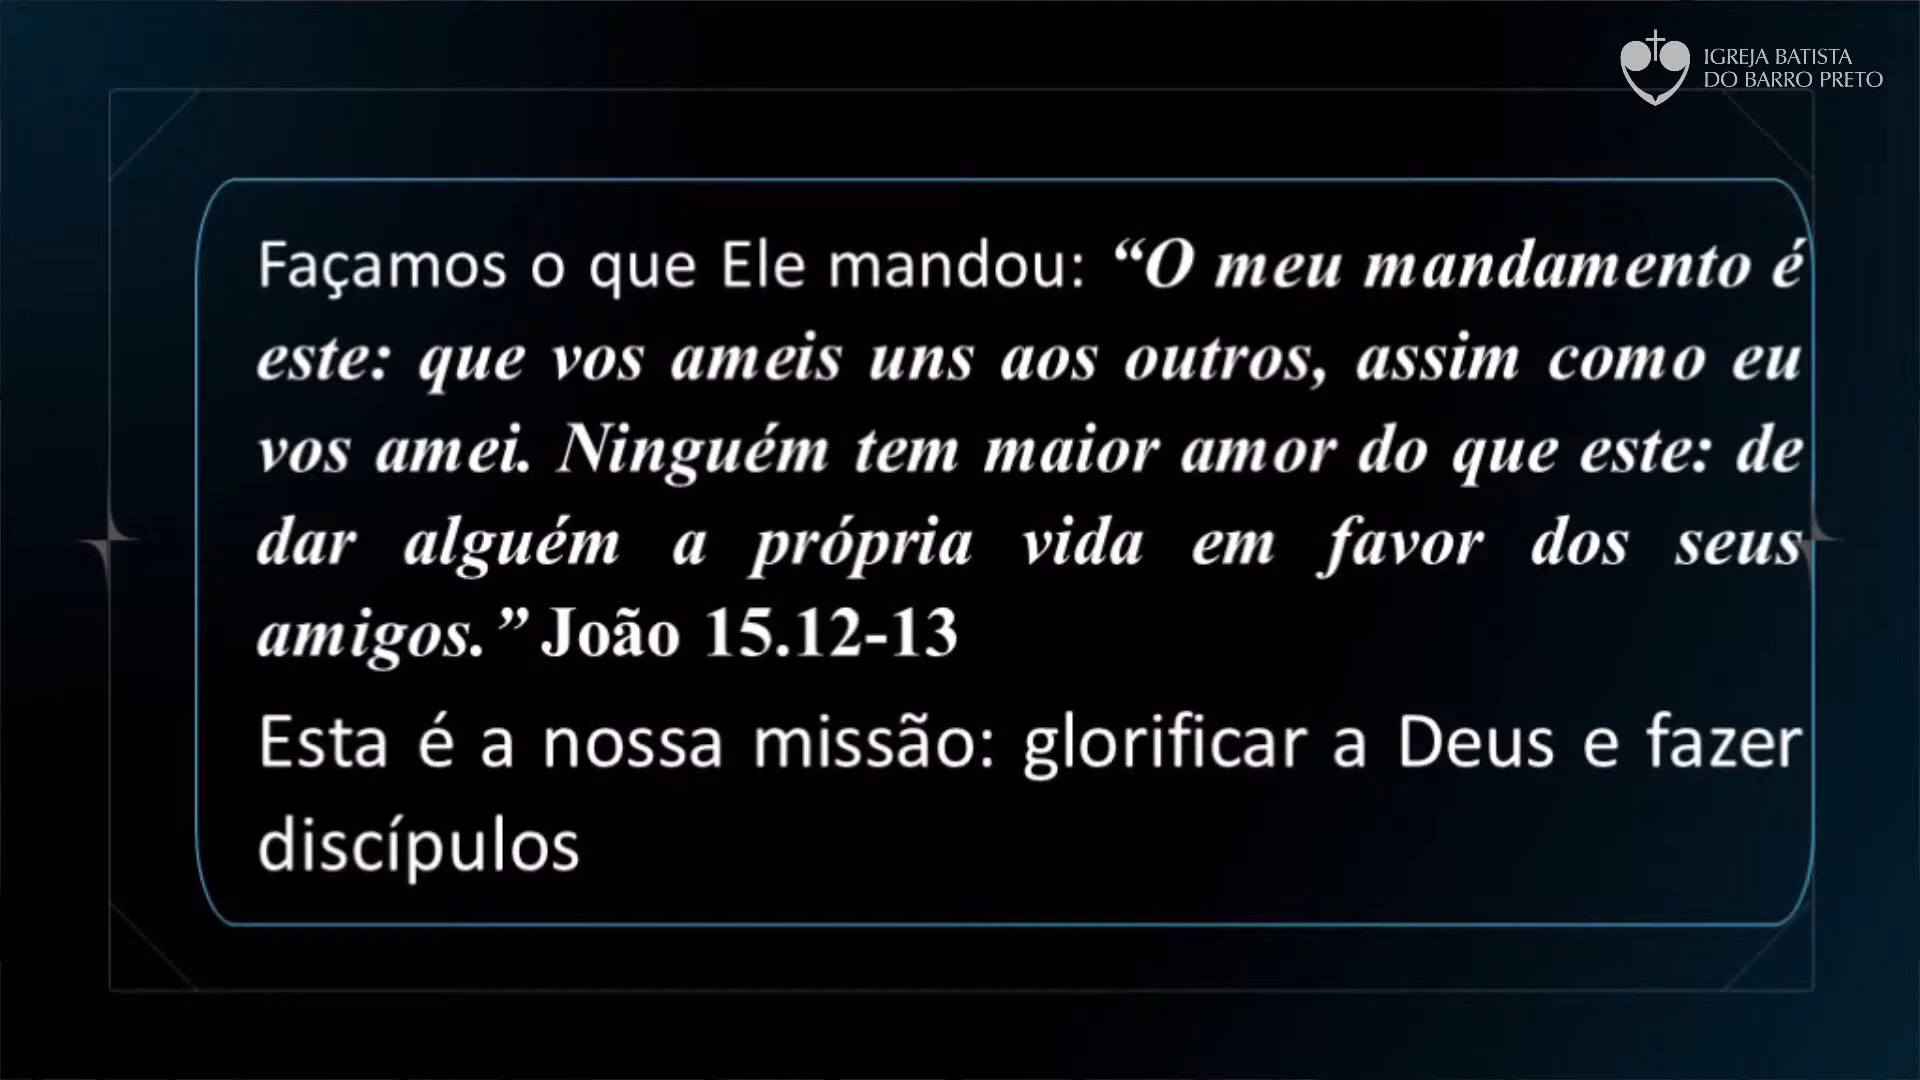 IGREJA BATISTA
DO BARRO PRETO
Façamos o que Ele mandou: “O meu mandamento é
este: que vos ameis uns aos outros, assim como eu
vos amei. Ninguém tem maior amor do que este: de
dar alguém a própria vida em favor dos seus
amigos.” João 15.12-13
Esta é a nossa missão: glorificar a Deus e fazer
discípulos